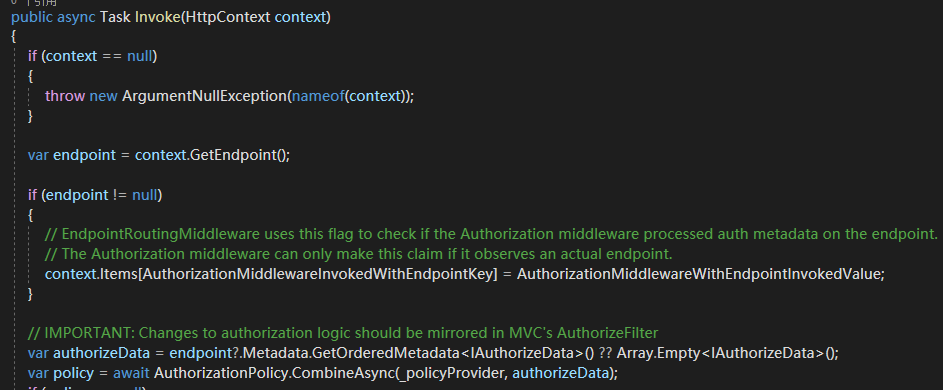 0 个引用
public async Task Invoke(HttpContext context)
{
if (context == null)
{
throw new ArgumentNullException(nameof(context));
}
var endpoint = context.GetEndpoint();
if (endpoint != null)
{
// EndpointRoutingMiddleware uses this flag to check if the Authorization middleware processed auth metadata on the endpoint.
// The Authorization middleware can only make this claim if it observes an actual endpoint.
context.Items[AuthorizationMiddlewareInvokedWithEndpointKey] = AuthorizationMiddlewareWithEndpointInvokedValue;
}
// IMPORTANT: Changes to authorization logic should be mirrored in MVC's AuthorizeFilter
var authorizeData = endpoint?.Metadata.GetOrderedMetadata<IAuthorizeData>() ?? Array.Empty<IAuthorizeData>();
var policy = await AuthorizationPolicy.CombineAsync(_policyProvider, authorizeData);